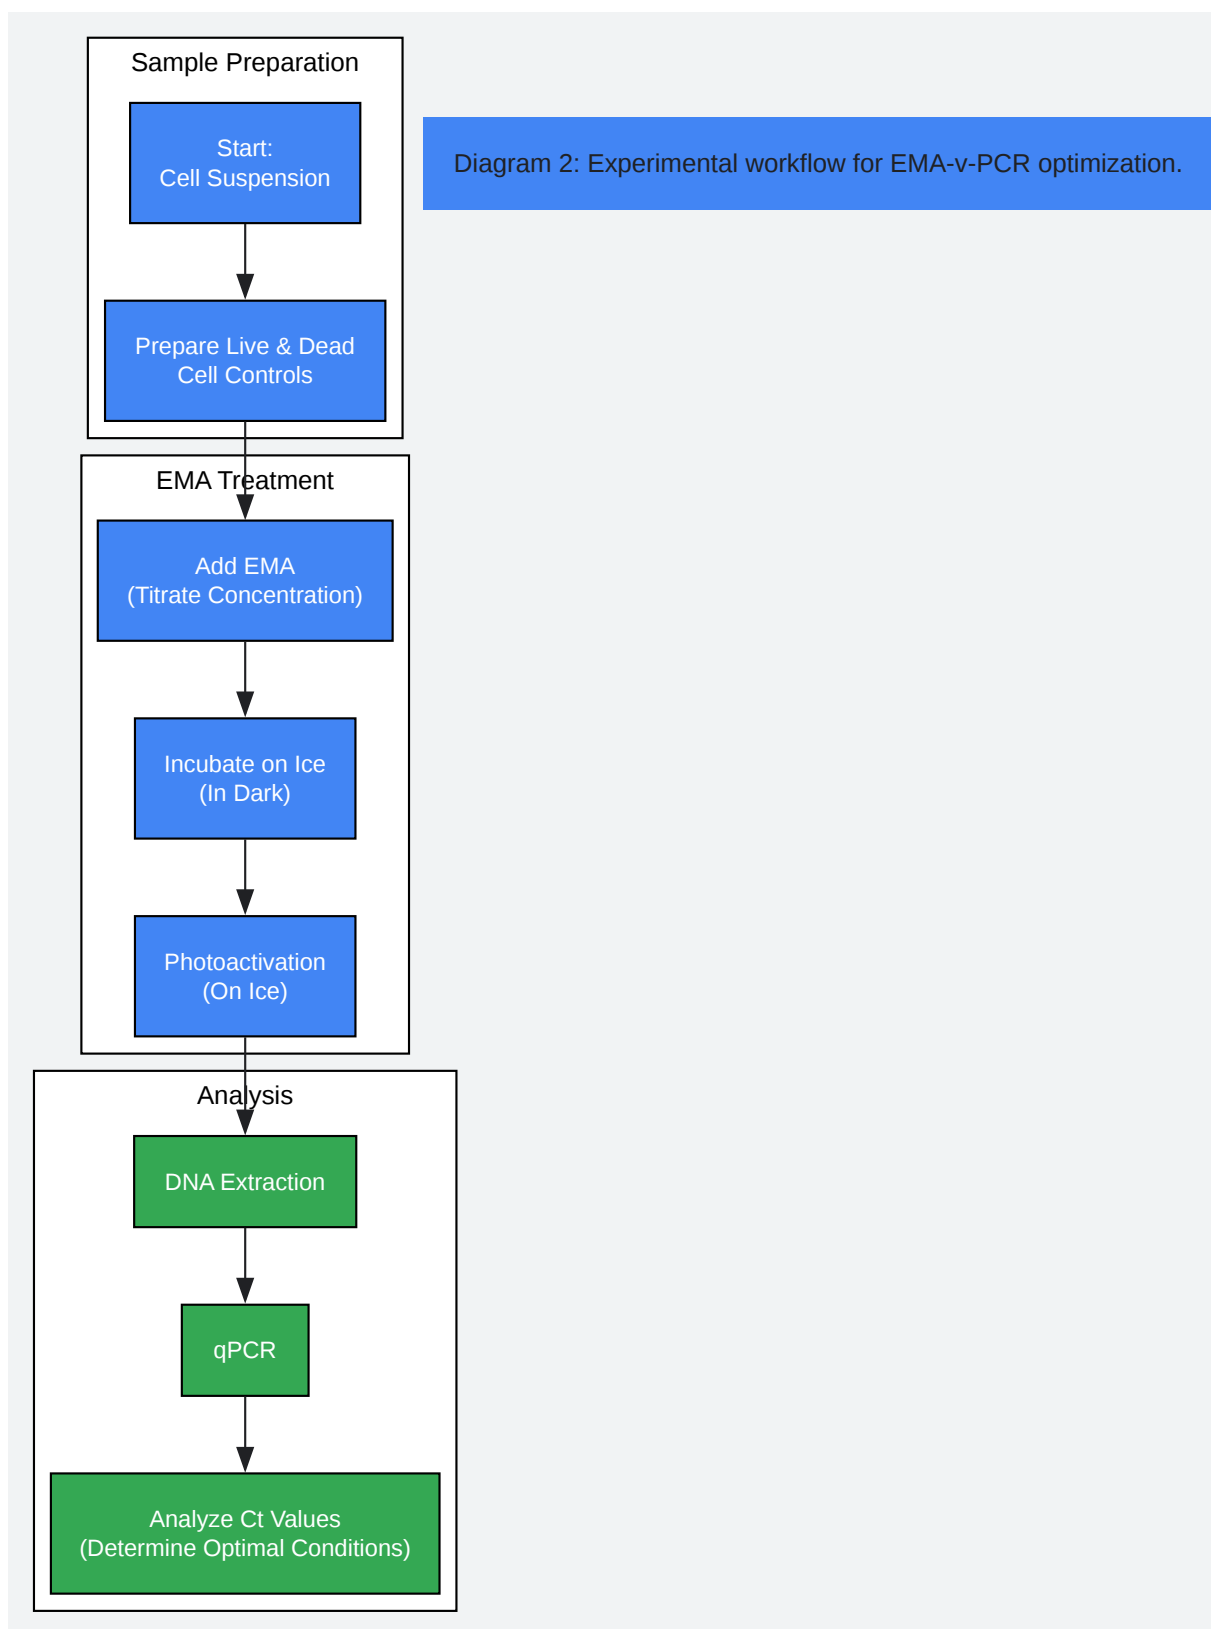 Sample Preparation
Start:
Cell Suspension
Diagram 2: Experimental workflow for EMA-v-PCR optimization.
Prepare Live & Dead
Cell Controls
EMA Treatment
Add EMA
(Titrate Concentration)
Incubate on Ice
(In Dark)
Photoactivation
(On Ice)
Analysis
DNA Extraction
qPCR
Analyze Ct Values
(Determine Optimal Conditions)